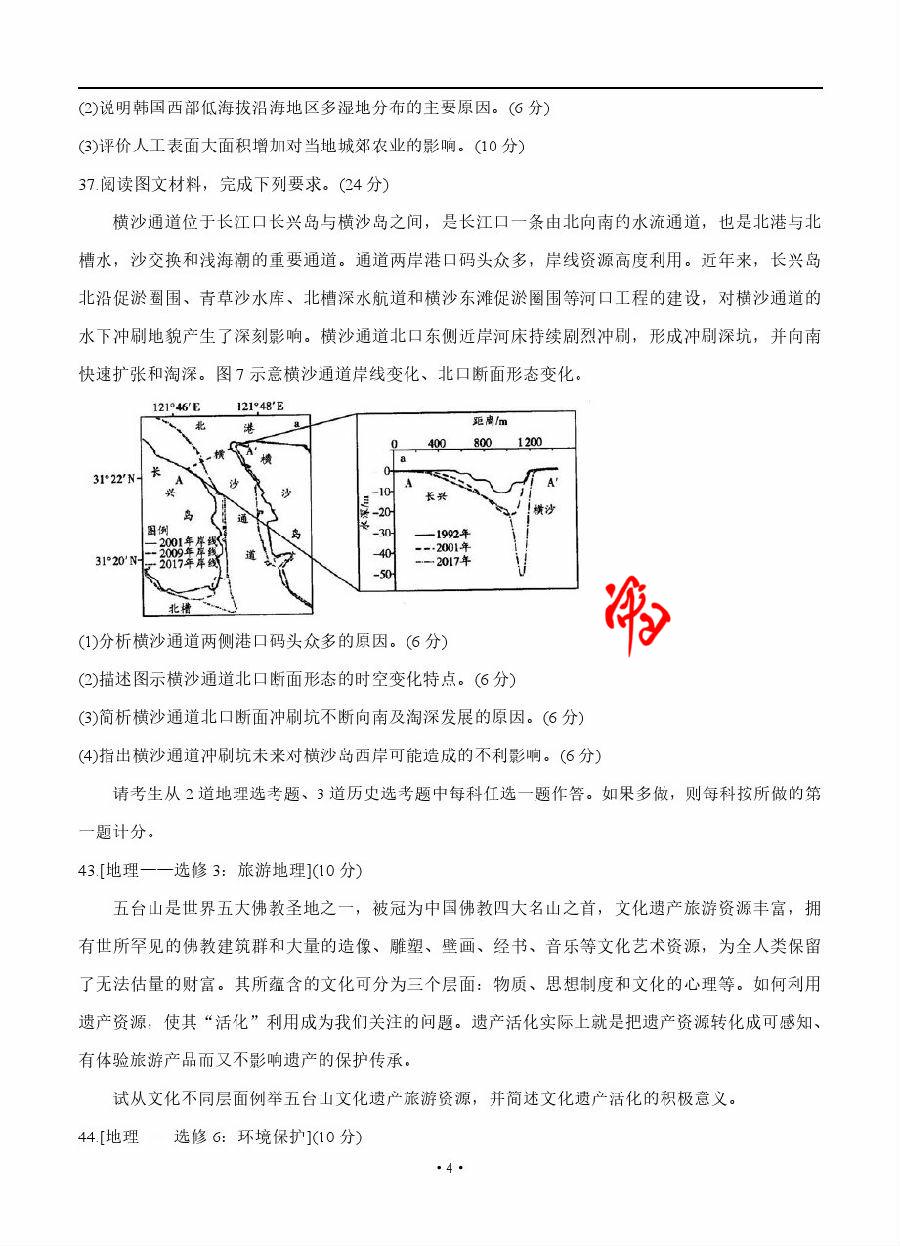 (2)说明韩国西部低海拔沿海地区多湿地分布的主要原因。(6 分)
(3)评价人工表面大面积增加对当地城郊农业的影响。(10 分)
37.阅读图文材料，完成下列要求。(24 分)
横沙通道位于长江口长兴岛与横沙岛之间，是长江口一条由北向南的水流通道，也是北港与北
槽水，沙交换和浅海潮的重要通道。通道两岸港口码头众多，岸线资源高度利用。近年来，长兴岛
北沿促淤圈围、青草沙水库、北槽深水航道和横沙东滩促淤圈围等河口工程的建设，对横沙通道的
水下冲刷地貌产生了深刻影响。横沙通道北口东侧近岸河床持续剧烈冲刷，形成冲刷深坑，并向南
快速扩张和淘深。图 7 示意横沙通道岸线变化、北口断面形态变化。
121°46′E 121°48′E
北 港 a
横 A′ 横
31°22′N 长 A 沙 沙
兴
岛 通 岛
图例
2001年岸线
2009年岸线
2017年岸线
31°20′N 道
北槽
距离/m
0 400 800 1200
a
0
-10
-20
-30
-40
-50
水深/m
A A′
长兴 横沙
1992年
2001年
2017年
(1)分析横沙通道两侧港口码头众多的原因。(6 分)
(2)描述图示横沙通道北口断面形态的时空变化特点。(6 分)
(3)简析横沙通道北口断面冲刷坑不断向南及淘深发展的原因。(6 分)
(4)指出横沙通道冲刷坑未来对横沙岛西岸可能造成的不利影响。(6 分)
请考生从 2 道地理选考题、3 道历史选考题中每科任选一题作答。如果多做，则每科按所做的第
一题计分。
43.[地理——选修 3：旅游地理](10 分)
五台山是世界五大佛教圣地之一，被冠为中国佛教四大名山之首，文化遗产旅游资源丰富，拥
有世所罕见的佛教建筑群和大量的造像、雕塑、壁画、经书、音乐等文化艺术资源，为全人类保留
了无法估量的财富。其所蕴含的文化可分为三个层面：物质、思想制度和文化的心理等。如何利用
遗产资源，使其“活化”利用成为我们关注的问题。遗产活化实际上就是把遗产资源转化成可感知、
有体验旅游产品而又不影响遗产的保护传承。
试从文化不同层面例举五台山文化遗产旅游资源，并简述文化遗产活化的积极意义。
44.[地理 选修 6：环境保护](10 分)
·4·